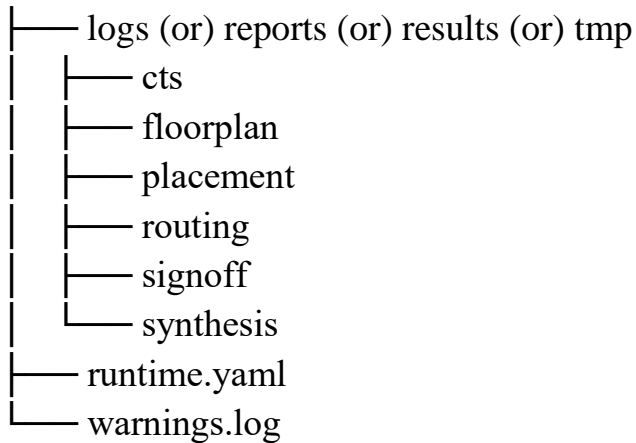 logs (or) reports (or) results (or) tmp
cts
floorplan
placement
routing
signoff
synthesis
runtime.yaml
warnings.log